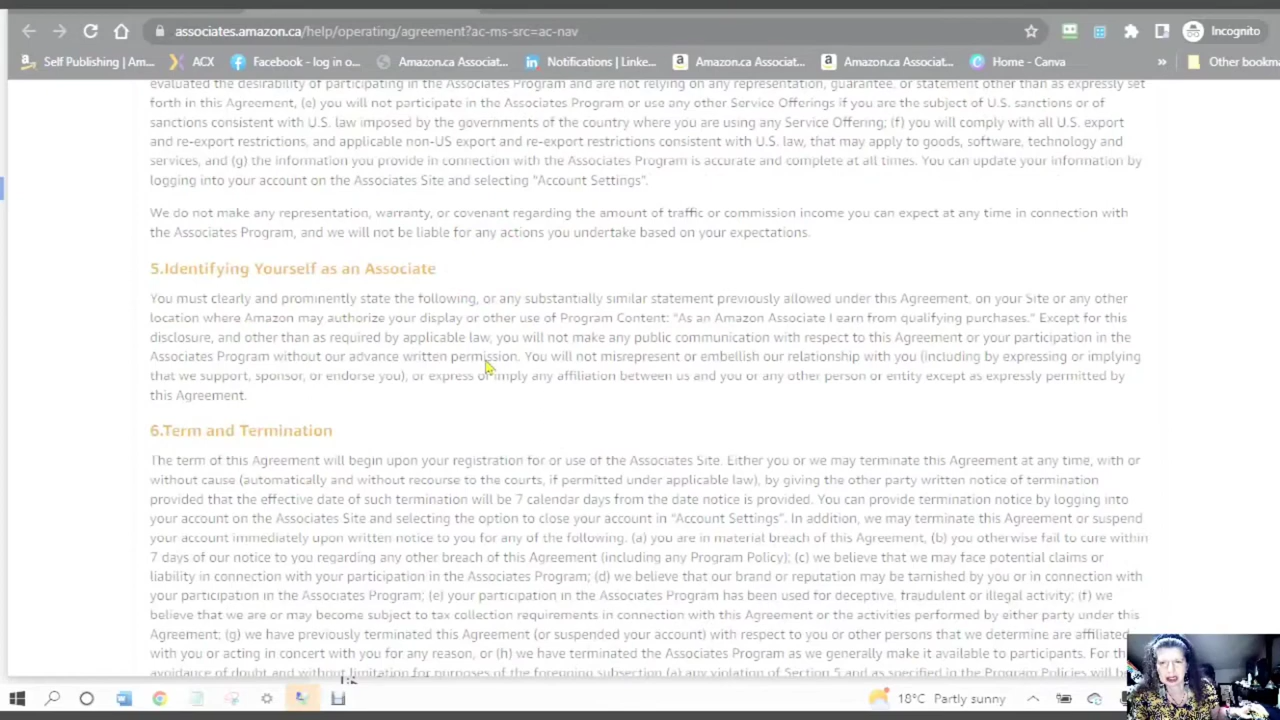 associates.amazon.ca/help/operating/agreement?ac-ms-src=ac-nav
Incognito
Self Publishing | Am...
ACX
Facebook - log in o...
Amazon.ca Associat...
Notifications | Linke...
Amazon.ca Associat...
Amazon.ca Associat...
Home - Canva
»
Other bookma
evaluated the desirability of participating in the Associates Program and are not relying on any representation, guarantee, or statement other than as expressly set
forth in this Agreement, (e) you will not participate in the Associates Program or use any other Service Offerings if you are the subject of U.S. sanctions or of
sanctions consistent with U.S. law imposed by the governments of the country where you are using any Service Offering; (f) you will comply with all U.S. export
and re-export restrictions, and applicable non-US export and re-export restrictions consistent with U.S. law, that may apply to goods, software, technology and
services, and (g) the information you provide in connection with the Associates Program is accurate and complete at all times. You can update your information by
logging into your account on the Associates Site and selecting "Account Settings".
We do not make any representation, warranty, or covenant regarding the amount of traffic or commission income you can expect at any time in connection with
the Associates Program, and we will not be liable for any actions you undertake based on your expectations.
5.Identifying Yourself as an Associate
You must clearly and prominently state the following, or any substantially similar statement previously allowed under this Agreement, on your Site or any other
location where Amazon may authorize your display or other use of Program Content: "As an Amazon Associate I earn from qualifying purchases." Except for this
disclosure, and other than as required by applicable law, you will not make any public communication with respect to this Agreement or your participation in the
Associates Program without our advance written permission. You will not misrepresent or embellish our relationship with you (including by expressing or implying
that we support, sponsor, or endorse you), or express or imply any affiliation between us and you or any other person or entity except as expressly permitted by
this Agreement.
6.Term and Termination
The term of this Agreement will begin upon your registration for or use of the Associates Site. Either you or we may terminate this Agreement at any time, with or
without cause (automatically and without recourse to the courts, if permitted under applicable law), by giving the other party written notice of termination
provided that the effective date of such termination will be 7 calendar days from the date notice is provided. You can provide termination notice by logging into
your account on the Associates Site and selecting the option to close your account in "Account Settings". In addition, we may terminate this Agreement or suspend
your account immediately upon written notice to you for any of the following: (a) you are in material breach of this Agreement, (b) you otherwise fail to cure within
7 days of our notice to you regarding any other breach of this Agreement (including any Program Policy); (c) we believe that we may face potential claims or
liability in connection with your participation in the Associates Program; (d) we believe that our brand or reputation may be tarnished by you or in connection with
your participation in the Associates Program; (e) your participation in the Associates Program has been used for deceptive, fraudulent or illegal activity; (f) we
believe that we are or may become subject to tax collection requirements in connection with this Agreement or the activities performed by either party under this
Agreement; (g) we have previously terminated this Agreement (or suspended your account) with respect to you or other persons that we determine are affiliated
with you or acting in concert with you for any reason, or (h) we have terminated the Associates Program as we generally make it available to participants. For th
avoidance of doubt and without limitation for purposes of the foregoing subsection (a) any violation of Section 5 and as specified in the Program Policies will b
18°C Partly sunny